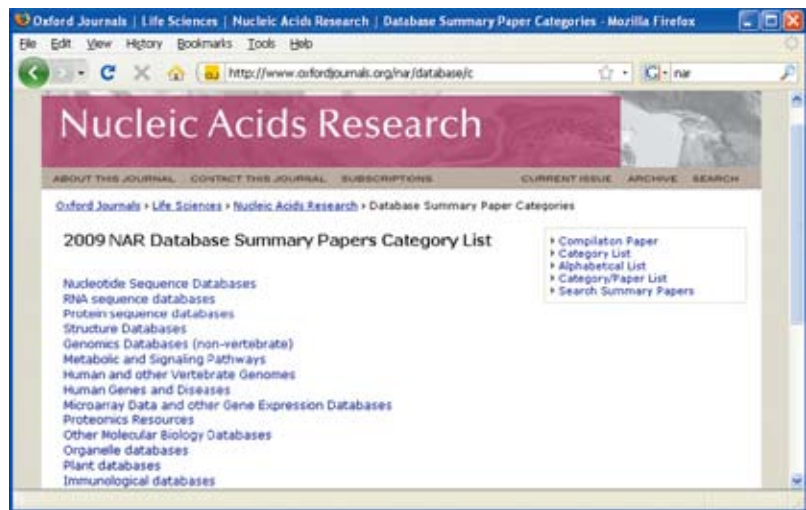 Oxford Journals | Life Sciences | Nucleic Acids Research | Database Summary Paper Categories - Mozilla Firefox
File Edit View History Bookmarks Tools Help
http://www.oxfordjournals.org/nar/database/c
nar
Nucleic Acids Research
ABOUT THIS JOURNAL CONTACT THIS JOURNAL SUBSCRIPTIONS CURRENT ISSUE ARCHIVE SEARCH
Oxford Journals › Life Sciences › Nucleic Acids Research › Database Summary Paper Categories
2009 NAR Database Summary Papers Category List
Nucleotide Sequence Databases
RNA sequence databases
Protein sequence databases
Structure Databases
Genomics Databases (non-vertebrate)
Metabolic and Signaling Pathways
Human and other Vertebrate Genomes
Human Genes and Diseases
Microarray Data and other Gene Expression Databases
Proteomics Resources
Other Molecular Biology Databases
Organelle databases
Plant databases
Immunological databases
Compilaton Paper
Category List
Alphabetcal List
Category/Paper List
Search Summary Papers